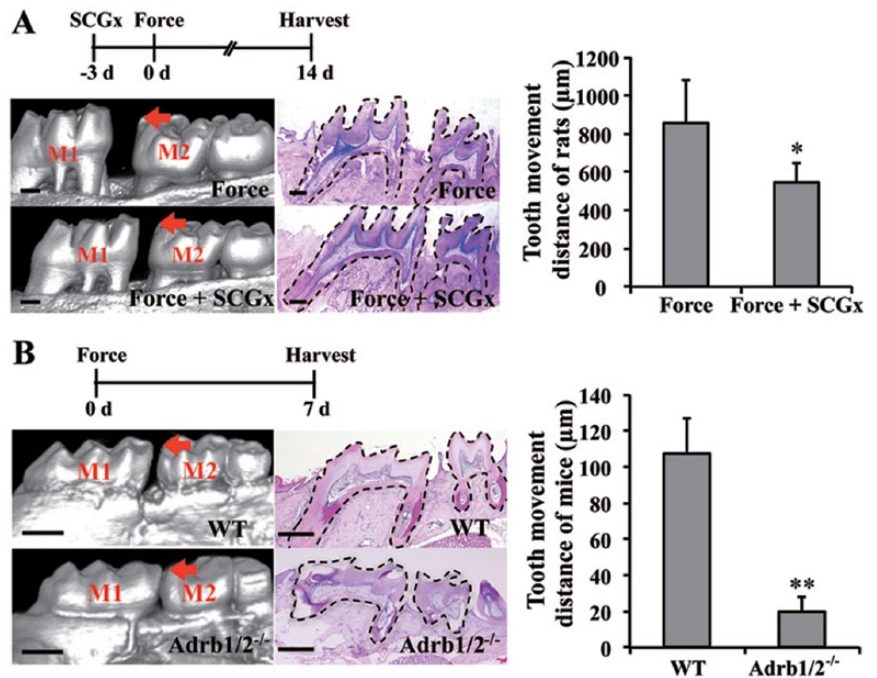 A
SCGx Force Harvest
-3 d 0 d 14 d
M1 M2
Force
Force
M1 M2
Force + SCGx
Force + SCGx
Tooth movement
distance of rats (μm)
1200
1000
800
600
400
200
0
*
Force Force + SCGx
B
Force Harvest
0 d 7 d
M1 M2
WT
WT
M1 M2
Adrb1/2-/-
Adrb1/2-/-
Tooth movement
distance of mice (μm)
140
120
100
80
60
40
20
0
**
WT Adrb1/2-/-